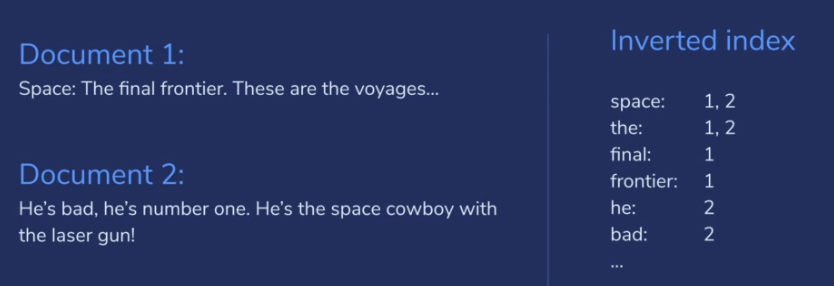 Document 1:
Space: The final frontier. These are the voyages...
Document 2:
He's bad, he's number one. He's the space cowboy with
the laser gun!
Inverted index
space: 1, 2
the: 1, 2
final: 1
frontier: 1
he: 2
bad: 2
...